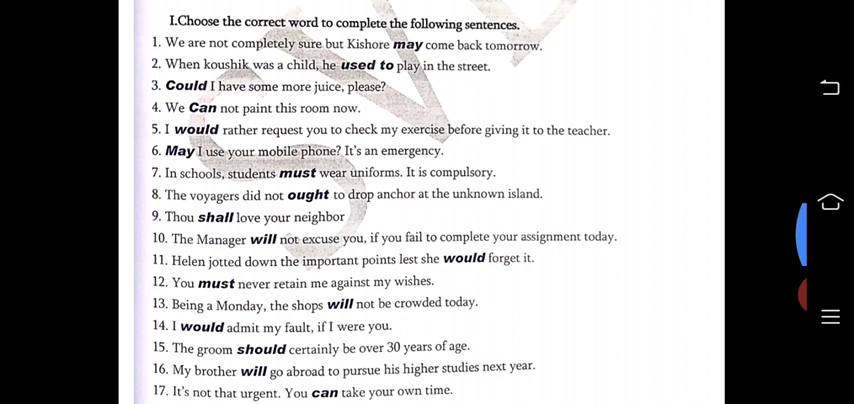 I.Choose the correct word to complete the following sentences.
1. We are not completely sure but Kishore may come back tomorrow.
2. When koushik was a child, he used to play in the street.
3. Could I have some more juice, please?
4. We Can not paint this room now.
5. I would rather request you to check my exercise before giving it to the teacher.
6. May I use your mobile phone? It's an emergency.
7. In schools, students must wear uniforms. It is compulsory.
8. The voyagers did not ought to drop anchor at the unknown island.
9. Thou shall love your neighbor
10. The Manager will not excuse you, if you fail to complete your assignment today.
11. Helen jotted down the important points lest she would forget it.
12. You must never retain me against my wishes.
13. Being a Monday, the shops will not be crowded today.
14. I would admit my fault, if I were you.
15. The groom should certainly be over 30 years of age.
16. My brother will go abroad to pursue his higher studies next year.
17. It's not that urgent. You can take your own time.